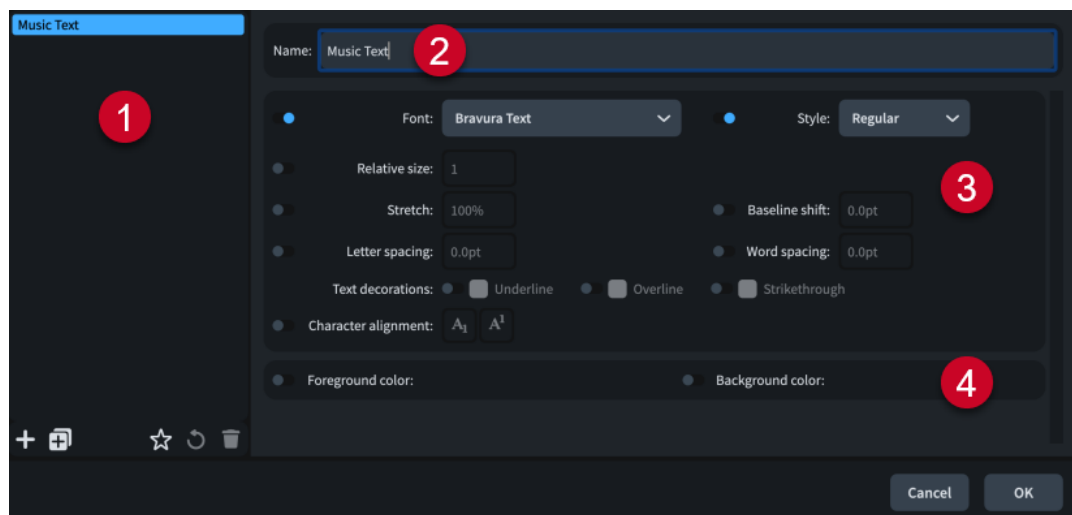 Music Text
1
Name: Music Text 2
Font: Bravura Text Style: Regular
Relative size: 1
3
Stretch: 100% Baseline shift: 0.0pt
Letter spacing: 0.0pt Word spacing: 0.0pt
Text decorations: Underline Overline Strikethrough
Character alignment: A1 A1
Foreground color: Background color: 4
Cancel OK